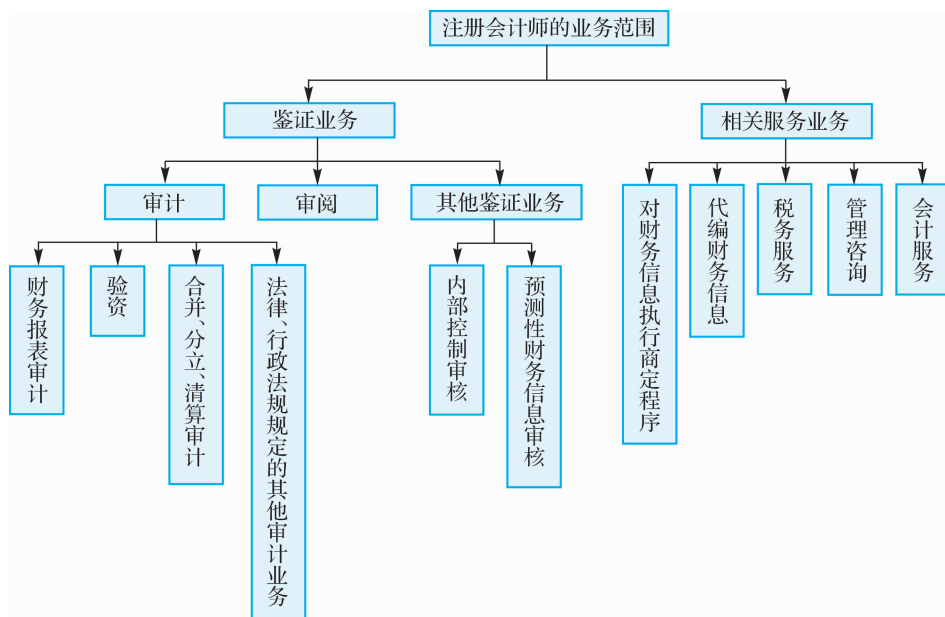 注册会计师的业务范围
鉴证业务
相关服务业务
审计
审阅
其他鉴证业务
财务报表审计
验资
合并、分立、清算审计
法律、行政法规规定的其他审计业务
内部控制审核
预测性财务信息审核
对财务信息执行商定程序
代编财务信息
税务服务
管理咨询
会计服务